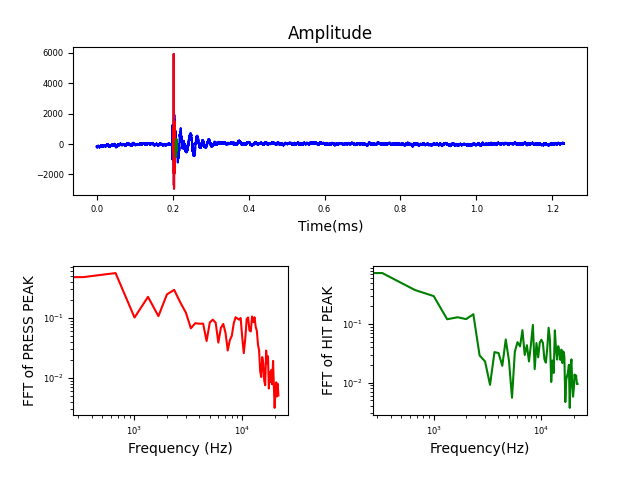 Amplitude
6000
4000
2000
0
−2000
0.0 0.2 0.4 0.6 0.8 1.0 1.2
Time(ms)
FFT of PRESS PEAK
10⁻¹
10⁻²
10³ 10⁴
Frequency (Hz)
FFT of HIT PEAK
10⁻¹
10⁻²
10³ 10⁴
Frequency(Hz)